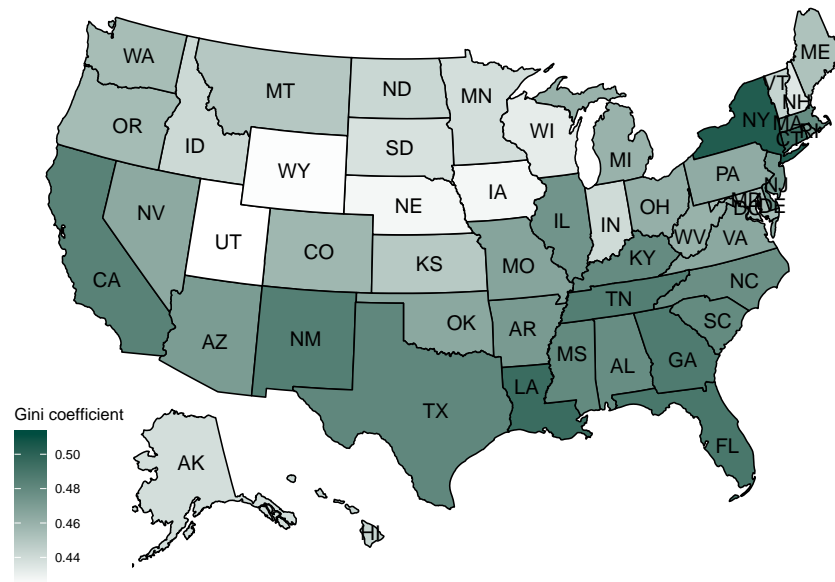 ME
WA
VT
MT
ND
MN
NH
OR
NY
MA
WI
RI
ID
SD
CT
MI
WY
PA
IA
NJ
NE
OH
DE
NV
IL
IN
UT
WV
VA
CO
KS
MO
KY
CA
NC
TN
OK
AR
SC
AZ
NM
MS
AL
GA
LA
TX
Gini coefficient
FL
0.50
AK
0.48
0.46
HI
0.44